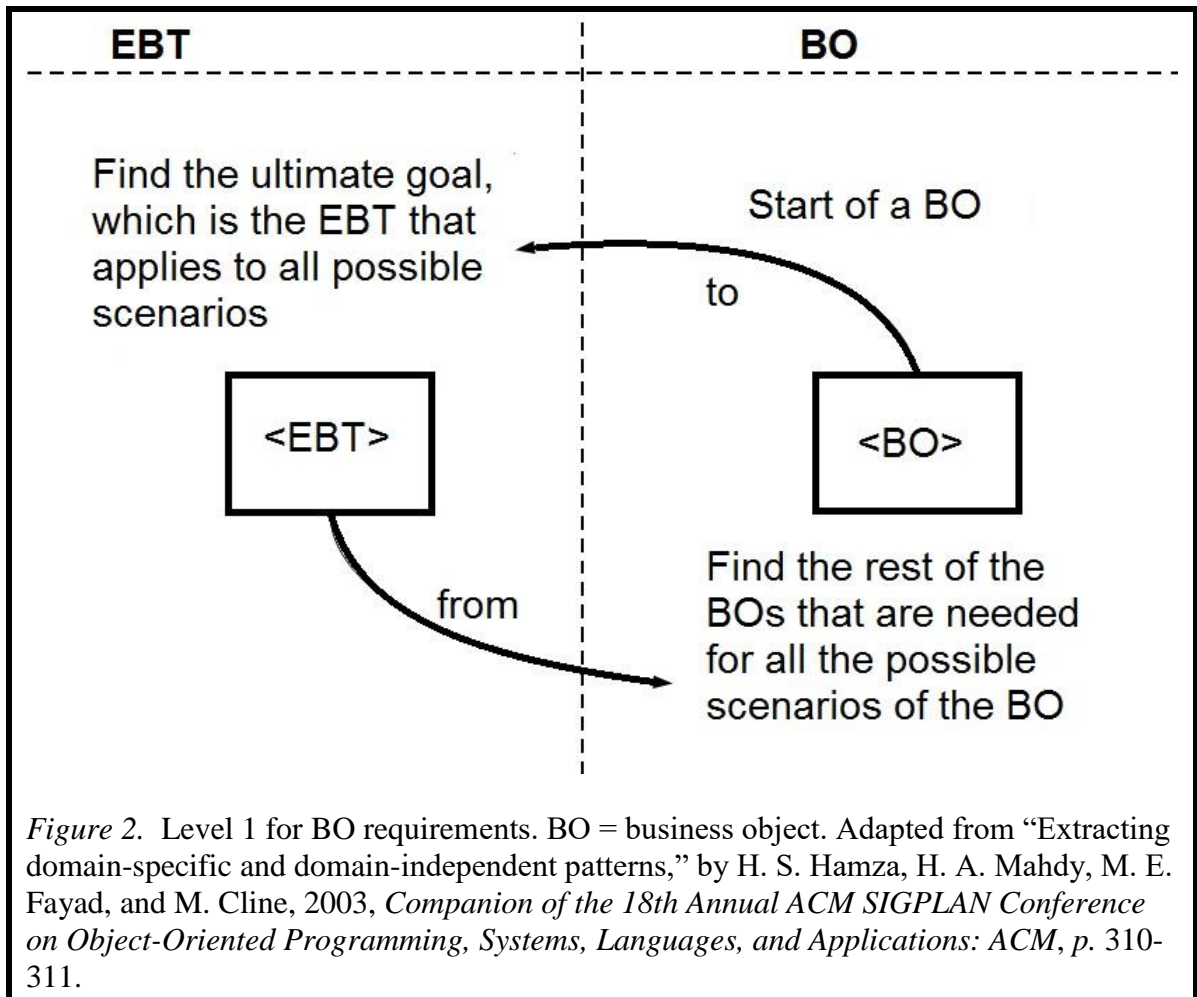 EBT
BO
Find the ultimate goal,
which is the EBT that
applies to all possible
scenarios
Start of a BO
to
<EBT>
<BO>
from
Find the rest of the
BOs that are needed
for all the possible
scenarios of the BO
Figure 2.  Level 1 for BO requirements. BO = business object. Adapted from “Extracting
domain-specific and domain-independent patterns,” by H. S. Hamza, H. A. Mahdy, M. E.
Fayad, and M. Cline, 2003, Companion of the 18th Annual ACM SIGPLAN Conference
on Object-Oriented Programming, Systems, Languages, and Applications: ACM, p. 310-
311.